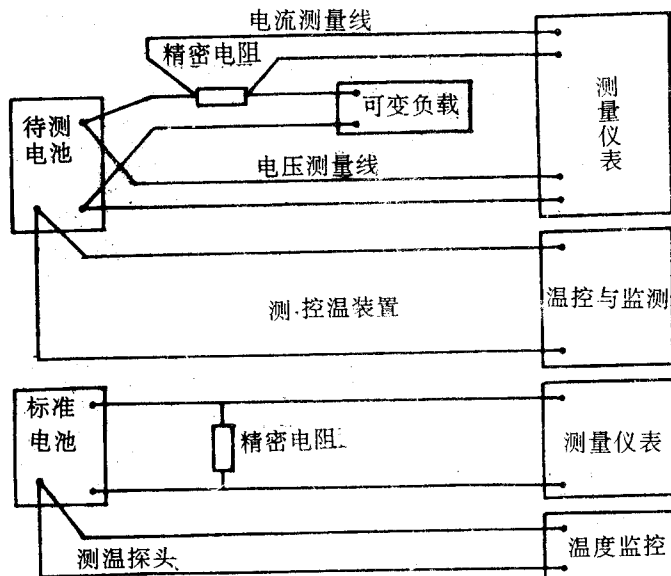 电流测量线
精密电阻
可变负载
待测
电池
测量仪表
电压测量线
温控与监测
测.控温装置
标准
电池
精密电阻
测量仪表
测温探头
温度监控